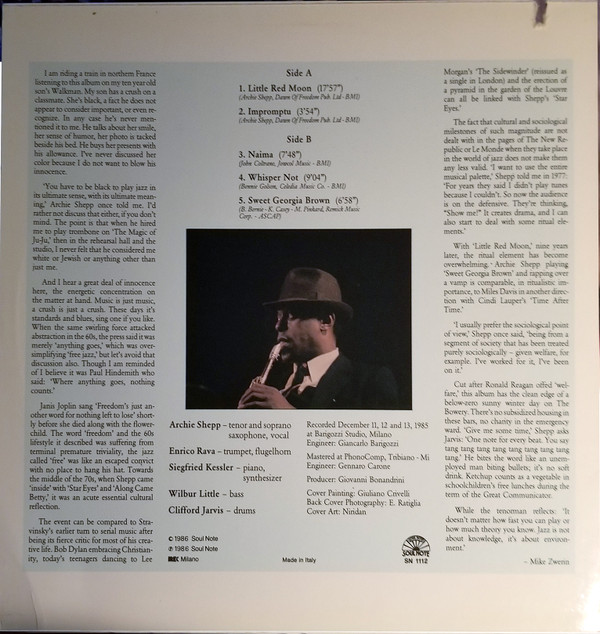 I am riding a train in northern France
listening to this album on my ten year old
son's Walkman. My son has a crush on a
classmate. She's black, a fact he does not
appear to consider important, or even re-
cognize. In any case he's never men-
tioned it to me. He talks about her smile,
her sense of humor, her photo is tacked
beside his bed. He buys her presents with
his allowance. I've never discussed her
color because I do not want to blow his
innocence.
'You have to be black to play jazz in
its ultimate sense, with its ultimate mean-
ing,' Archie Shepp once told me. I'd
rather not discuss that either, if you don't
mind. The point is that when he hired
me to play trombone on 'The Magic of
Ju-Ju,' then in the rehearsal hall and the
studio, I never felt that he considered me
white or Jewish or anything other than
just me.
And I hear a great deal of innocence
here, the energetic concentration on
the matter at hand. Music is just music,
a crush is just a crush. These days it's
standards and blues, sing one if you like.
When the same swirling force attacked
abstraction in the 60s, the press said it was
merely 'anything goes,' which was over-
simplifying 'free jazz,' but let's avoid that
discussion also. Though I am reminded
of I believe it was Paul Hindemith who
said: 'Where anything goes, nothing
counts.'
Janis Joplin sang 'Freedom's just an-
other word for nothing left to lose' short-
ly before she died along with the flower-
child. The word 'freedom' and the 60s
lifestyle it described was suffering from
terminal premature triviality, the jazz
called 'free' was like an escaped convict
with no place to hang his hat. Towards
the middle of the 70s, when Shepp came
'inside' with 'Star Eyes' and 'Along Came
Betty,' it was an acute essential cultural
reflection.
The event can be compared to Stra-
vinsky's earlier turn to serial music after
being its fierce critic for most of his crea-
tive life. Bob Dylan embracing Christian-
ity, today's teenagers dancing to Lee
Side A
1. Little Red Moon (17'57")
(Archie Shepp, Dawn Of Freedom Pub. Ltd - BMI)
2. Impromptu (3'54")
(Archie Shepp, Dawn Of Freedom Pub. Ltd - BMI)
Side B
3. Naima (7'48")
(John Coltrane, Jowcol Music - BMI)
4. Whisper Not (9'04")
(Bennie Golson, Celedia Music Co. - BMI)
5. Sweet Georgia Brown (6'58")
(B. Bernie - K. Casey - M. Pinkard, Remick Music
Corp. - ASCAP)
Archie Shepp – tenor and soprano
saxophone, vocal
Enrico Rava – trumpet, flugelhorn
Siegfried Kessler – piano,
synthesizer
Wilbur Little – bass
Clifford Jarvis – drums
© 1986 Soul Note
℗ 1986 Soul Note
IREC Milano
Recorded December 11, 12 and 13, 1985
at Barigozzi Studio, Milano
Engineer: Giancarlo Barigozzi
Mastered at PhonoComp, Tribiano - Mi
Engineer: Gennaro Carone
Producer: Giovanni Bonandrini
Cover Painting: Giuliano Crivelli
Back Cover Photography: E. Ratiglia
Cover Art: Niridan
Made in Italy
SOUL NOTE
SN 1112
Morgan's 'The Sidewinder' (reissued as
a single in London) and the erection of
a pyramid in the garden of the Louvre
can all be linked with Shepp's 'Star
Eyes.'
The fact that cultural and sociological
milestones of such magnitude are not
dealt with in the pages of The New Re-
public or Le Monde when they take place
in the world of jazz does not make them
any less valid. 'I want to use the entire
musical palette,' Shepp told me in 1977:
'For years they said I didn't play tunes
because I couldn't. So now the audience
is on the defensive. They're thinking,
"Show me!" It creates drama, and I can
also start to deal with some ritual ele-
ments.'
With 'Little Red Moon,' nine years
later, the ritual element has become
overwhelming. Archie Shepp playing
'Sweet Georgia Brown' and rapping over
a vamp is comparable, in ritualistic im-
portance, to Miles Davis in another direc-
tion with Cindi Lauper's 'Time After
Time.'
'I usually prefer the sociological point
of view,' Shepp once said, 'being from a
segment of society that has been treated
purely sociologically – given welfare, for
example. I've worked for it, I've been
on it.'
Cut after Ronald Reagan offed 'wel-
fare,' this album has the clean edge of a
below-zero sunny winter day on The
Bowery. There's no subsidized housing in
these bars, no charity in the emergency
ward. 'Give me some time,' Shepp asks
Jarvis: 'One note for every beat. You say
tang tang tang tang tang tang tang tang
tang.' He bites the word like an unem-
ployed man biting bullets; it's no soft
drink. Ketchup counts as a vegetable in
schoolchildren's free lunches during the
term of the Great Communicator.
While the tenorman reflects: 'It
doesn't matter how fast you can play or
how much theory you know. Jazz is not
about knowledge, it's about environ-
ment.'
– Mike Zwerin